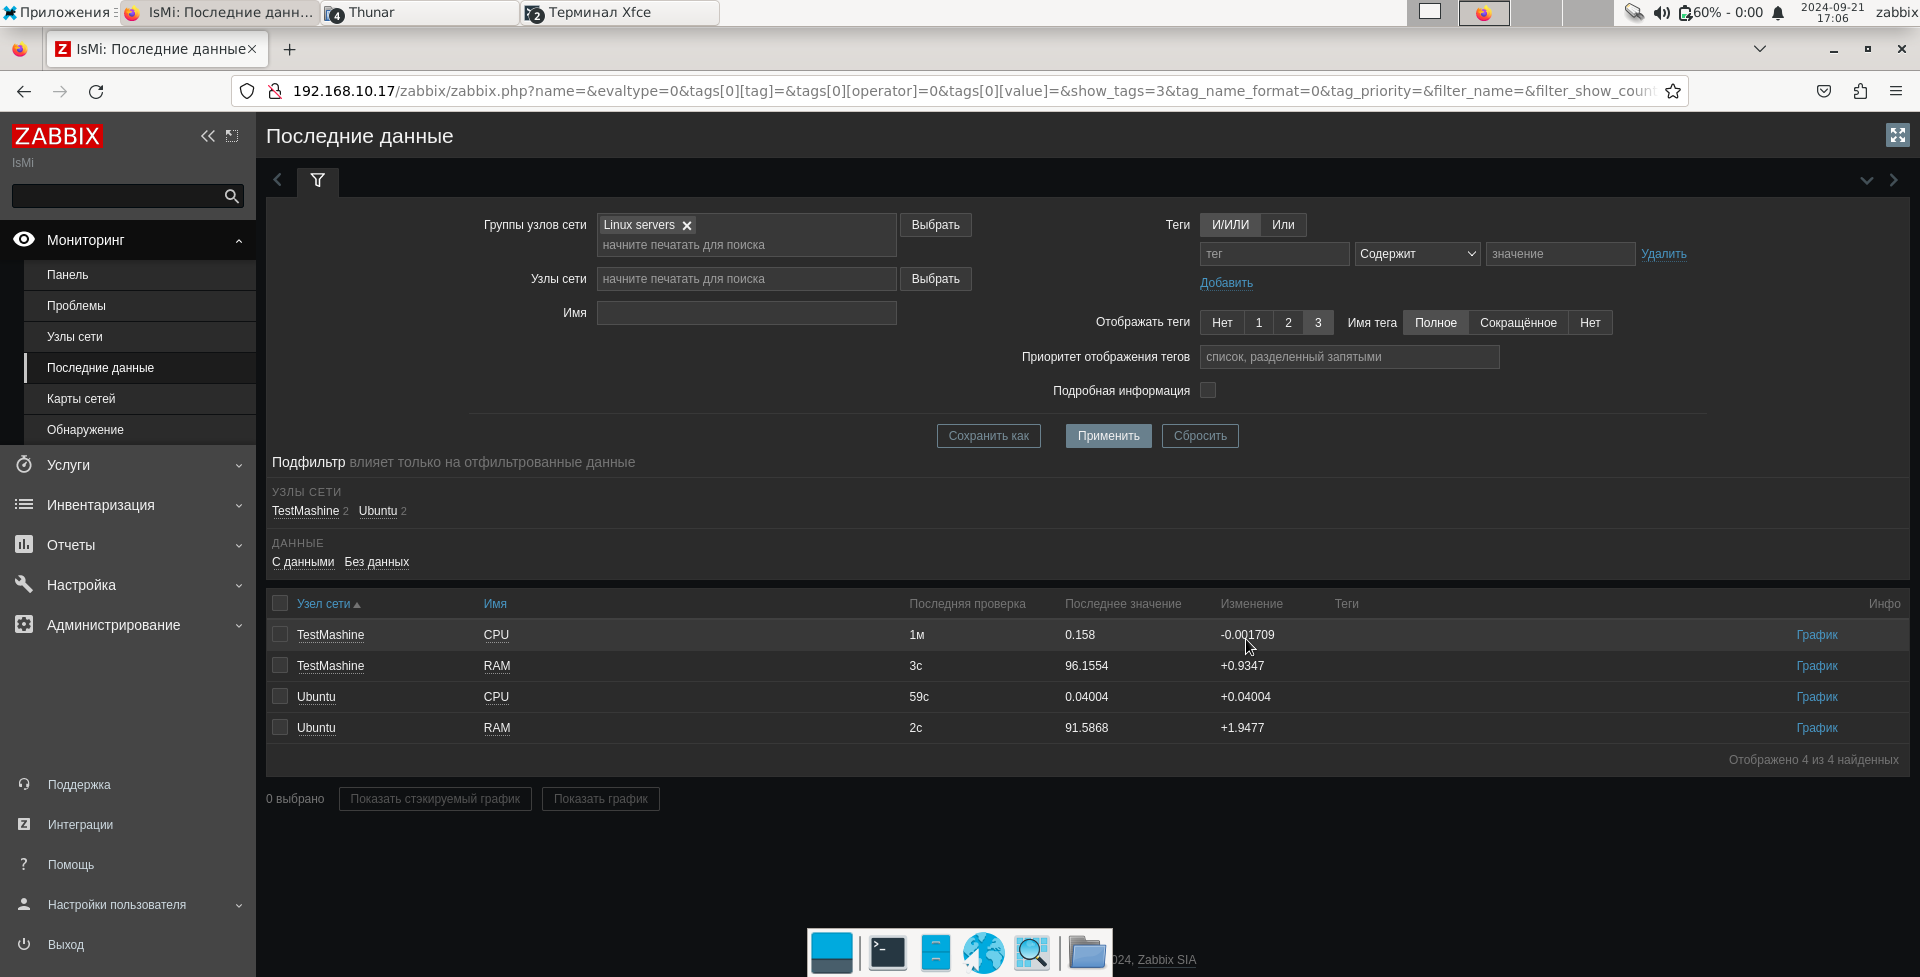 Приложения IsMi: Последние данн... 4 Thunar 2 Терминал Xfce 60% - 0:00 2024-09-21 17:06 zabbix
IsMi: Последние данные
192.168.10.17/zabbix/zabbix.php?name=&evaltype=0&tags[0][tag]=&tags[0][operator]=0&tags[0][value]=&show_tags=3&tag_name_format=0&tag_priority=&filter_name=&filter_show_count
ZABBIX
IsMi
Мониторинг
Панель
Проблемы
Узлы сети
Последние данные
Карты сетей
Обнаружение
Услуги
Инвентаризация
Отчеты
Настройка
Администрирование
Поддержка
Z Интеграции
? Помощь
Настройки пользователя
Выход
Последние данные
Группы узлов сети Linux servers Выбрать
начните печатать для поиска
Узлы сети начните печатать для поиска Выбрать
Имя
Теги И/ИЛИ Или
тег Содержит значение Удалить
Добавить
Отображать теги Нет 1 2 3 Имя тега Полное Сокращённое Нет
Приоритет отображения тегов список, разделенный запятыми
Подробная информация
Сохранить как Применить Сбросить
Подфильтр влияет только на отфильтрованные данные
УЗЛЫ СЕТИ
TestMashine 2 Ubuntu 2
ДАННЫЕ
С данными Без данных
Узел сети Имя Последняя проверка Последнее значение Изменение Теги Инфо
TestMashine CPU 1м 0.158 -0.001709 График
TestMashine RAM 3с 96.1554 +0.9347 График
Ubuntu CPU 59с 0.04004 +0.04004 График
Ubuntu RAM 2с 91.5868 +1.9477 График
Отображено 4 из 4 найденных
0 выбрано Показать стэкируемый график Показать график
024, Zabbix SIA